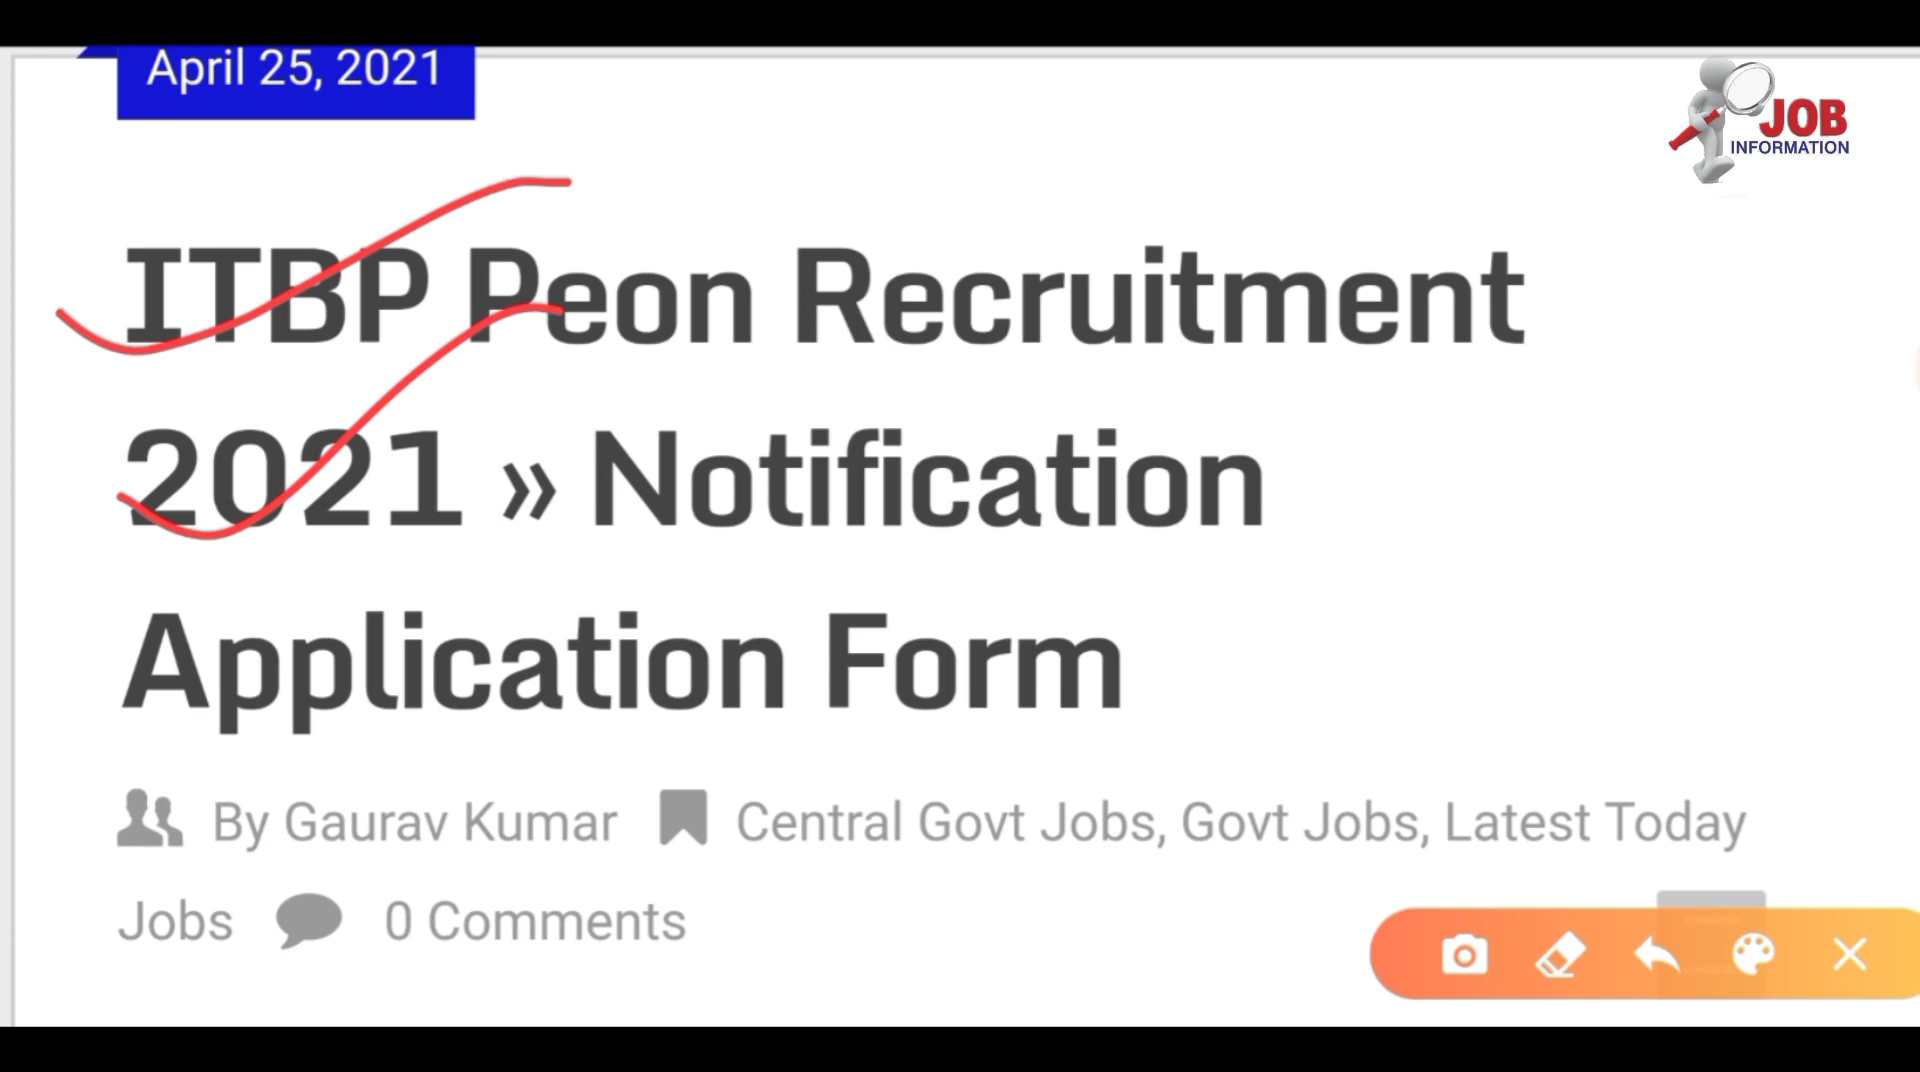 April 25, 2021
JOB
INFORMATION
ITBP Peon Recruitment
2021 » Notification
Application Form
By Gaurav Kumar Central Govt Jobs, Govt Jobs, Latest Today
Jobs 0 Comments